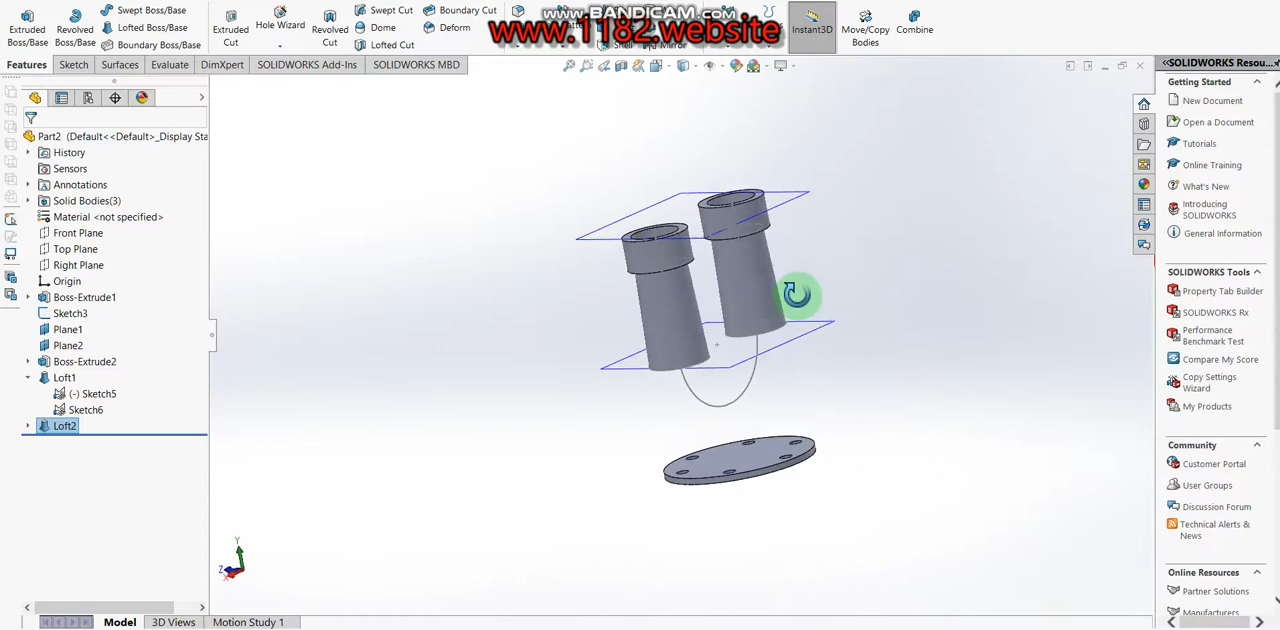 www.BANDICAM.com
www.1182.website
Extruded Boss/Base
Revolved Boss/Base
Swept Boss/Base
Lofted Boss/Base
Boundary Boss/Base
Extruded Cut
Hole Wizard
Revolved Cut
Swept Cut
Dome
Lofted Cut
Boundary Cut
Deform
Shell
Mirror
Instant3D
Move/Copy Bodies
Combine
Features
Sketch
Surfaces
Evaluate
DimXpert
SOLIDWORKS Add-Ins
SOLIDWORKS MBD
Part2 (Default<<Default>_Display Sta
History
Sensors
Annotations
Solid Bodies(3)
Material <not specified>
Front Plane
Top Plane
Right Plane
Origin
Boss-Extrude1
Sketch3
Plane1
Plane2
Boss-Extrude2
Loft1
(-) Sketch5
Sketch6
Loft2
Y
Z
X
Model
3D Views
Motion Study 1
SOLIDWORKS Resou...
Getting Started
New Document
Open a Document
Tutorials
Online Training
What's New
Introducing
SOLIDWORKS
General Information
SOLIDWORKS Tools
Property Tab Builder
SOLIDWORKS Rx
Performance
Benchmark Test
Compare My Score
Copy Settings
Wizard
My Products
Community
Customer Portal
User Groups
Discussion Forum
Technical Alerts &
News
Online Resources
Partner Solutions
Manufacturers